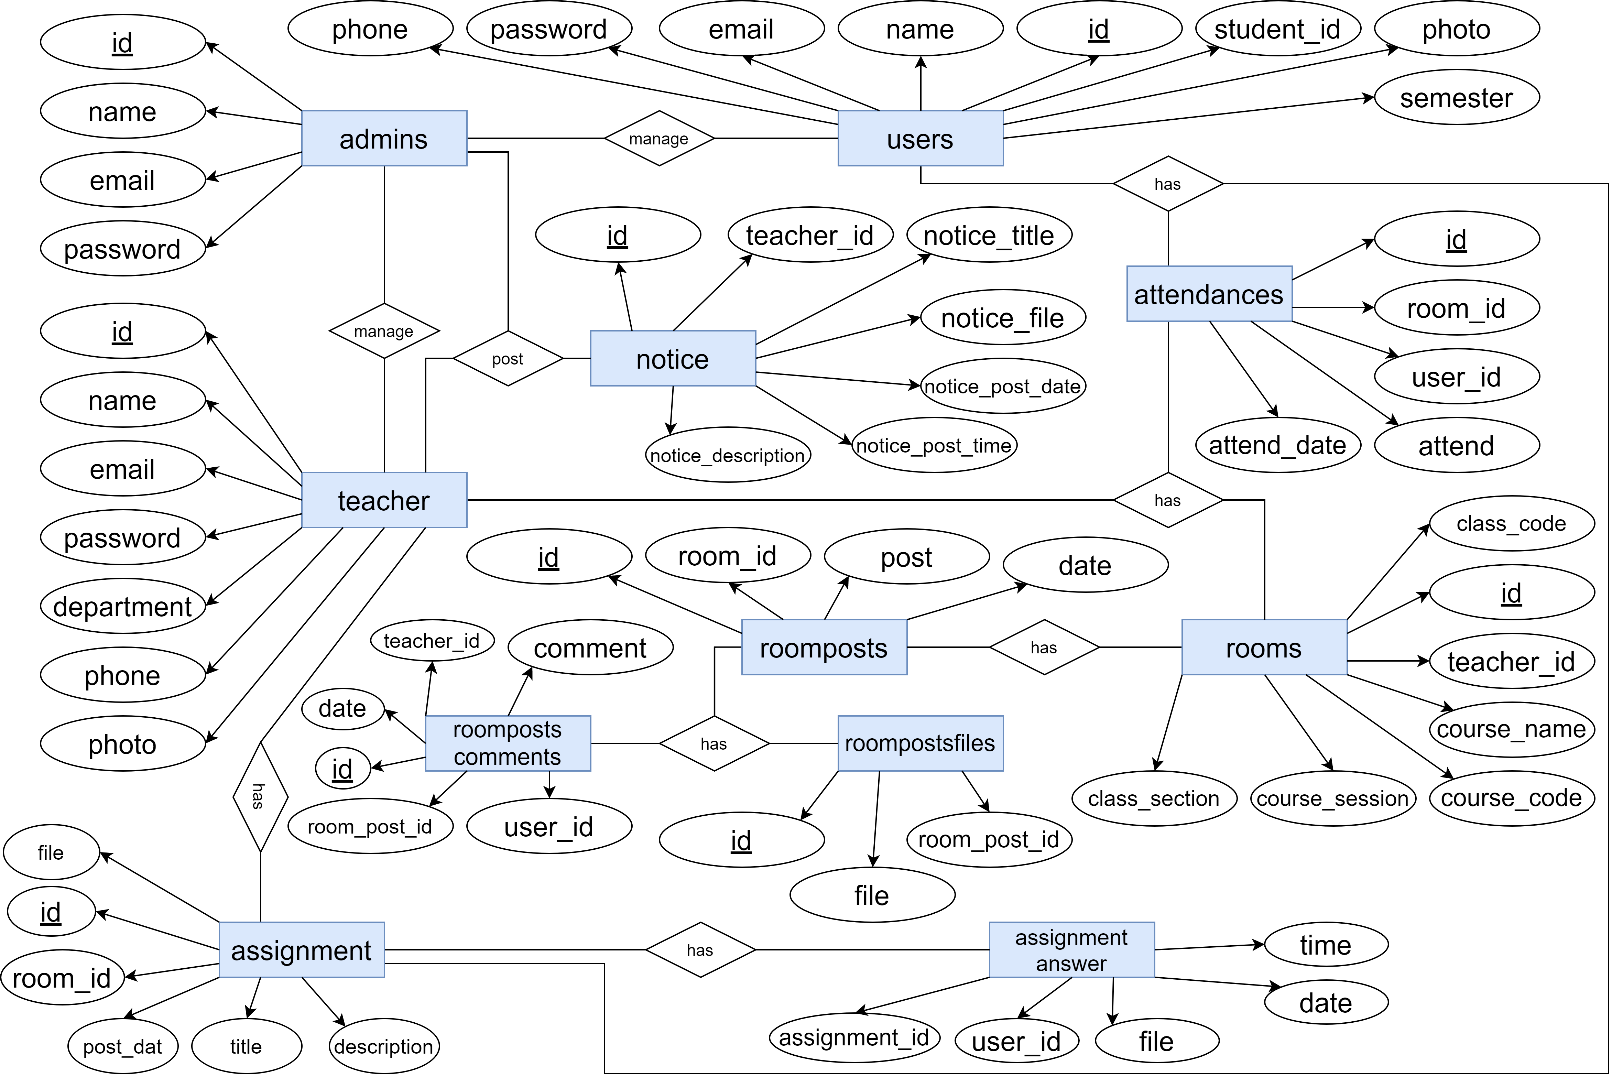 id
phone
password
email
name
id
student_id
photo
name
semester
admins
manage
users
email
has
password
id
teacher_id
notice_title
id
attendances
room_id
id
manage
post
notice
notice_file
notice_post_date
user_id
name
notice_description
notice_post_time
attend_date
attend
email
teacher
has
class_code
password
id
room_id
post
date
id
department
teacher_id
comment
roomposts
has
rooms
teacher_id
phone
date
course_name
photo
roomposts
comments
has
roompostsfiles
id
has
room_post_id
user_id
class_section
course_session
course_code
id
room_post_id
file
file
id
assignment
has
assignment
answer
time
room_id
date
post_dat
title
description
assignment_id
user_id
file